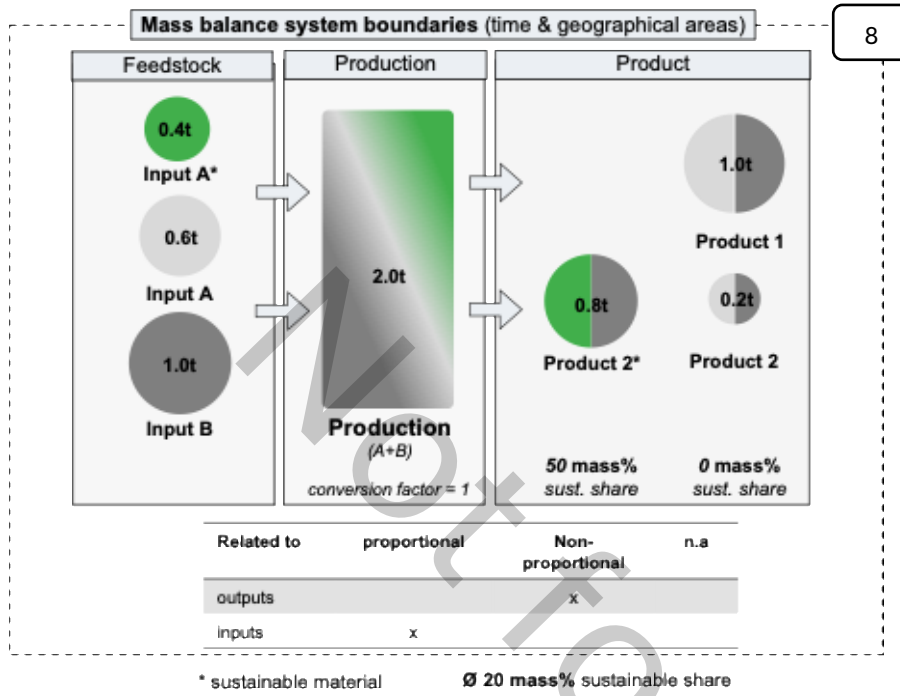 Mass balance system boundaries (time & geographical areas)
8
Feedstock
Production
Product
0.4t
Input A*
0.6t
Input A
1.0t
Input B
2.0t
Production
(A+B)
conversion factor = 1
1.0t
Product 1
0.8t
Product 2*
0.2t
Product 2
50 mass%
sust. share
0 mass%
sust. share
Related to proportional Non-proportional n.a
outputs x
inputs x
* sustainable material Ø 20 mass% sustainable share
Not fo